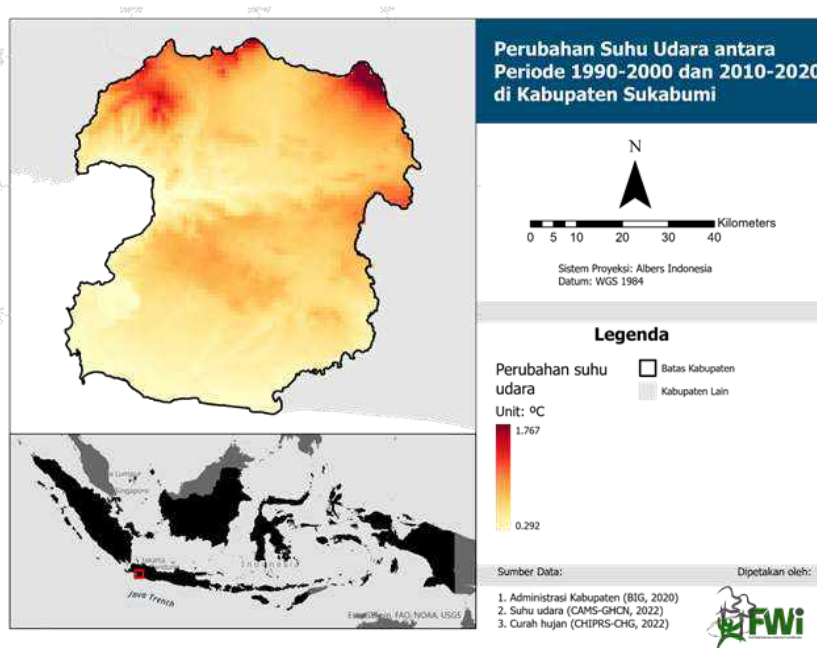 Perubahan Suhu Udara antara
Periode 1990-2000 dan 2010-2020
di Kabupaten Sukabumi
N
Kilometers
0 5 10 20 30 40
Sistem Proyeksi: Albers Indonesia
Datum: WGS 1984
Legenda
Perubahan suhu
udara
Unit: ºC
1.767
0.292
Batas Kabupaten
Kabupaten Lain
Lumpur
Singapore
Jakarta
Indonesia
Java Trench
FAO, NOAA, USGS
Sumber Data:
Dipetakan oleh:
1. Administrasi Kabupaten (BIG, 2020)
2. Suhu udara (CAMS-GHCN, 2022)
3. Curah hujan (CHIPRS-CHG, 2022)
FWi